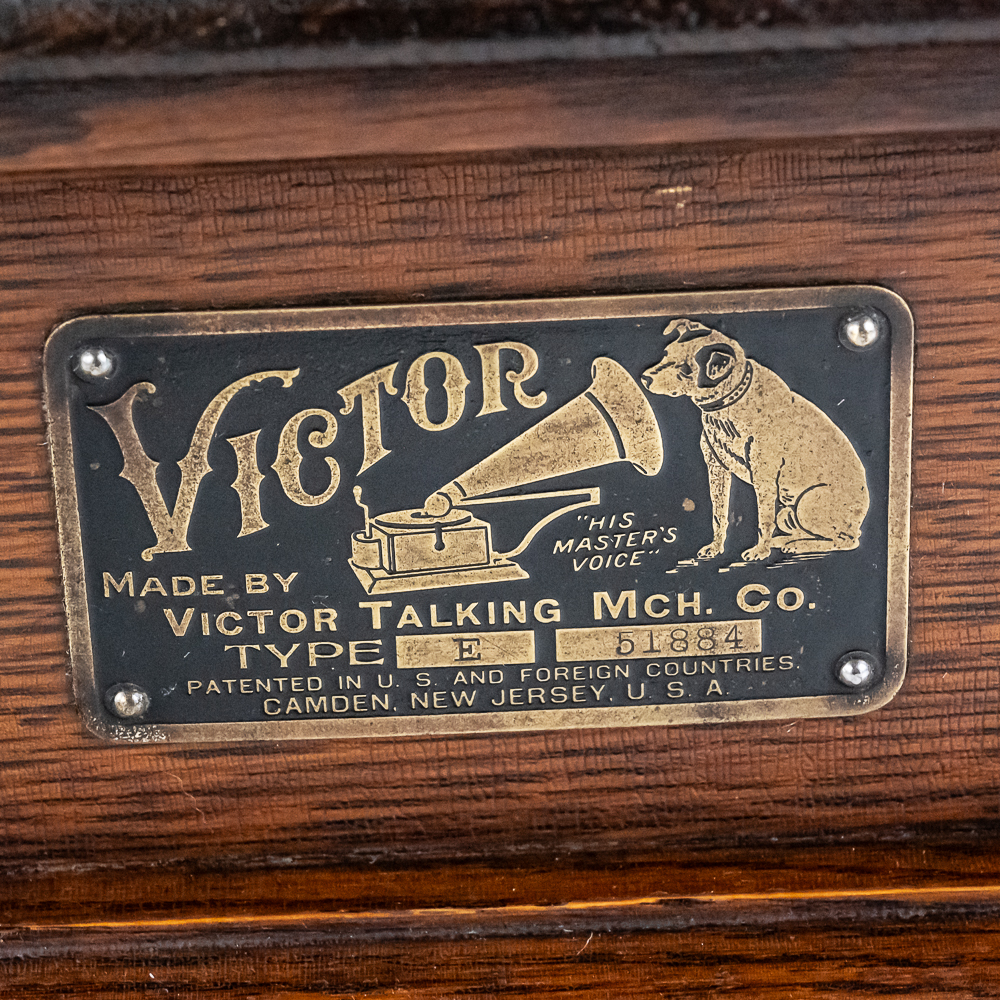 VICTOR
"HIS
MASTER'S
VOICE"
MADE BY
VICTOR TALKING MCH. CO.
TYPE E 51884
PATENTED IN U. S. AND FOREIGN COUNTRIES.
CAMDEN, NEW JERSEY, U. S. A.